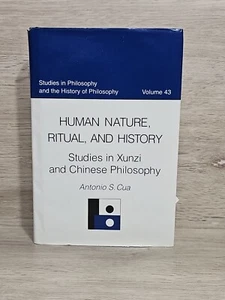 Studies in Philosophy
and the History of Philosophy Volume 43
HUMAN NATURE,
RITUAL, AND HISTORY
Studies in Xunzi
and Chinese Philosophy
Antonio S. Cua